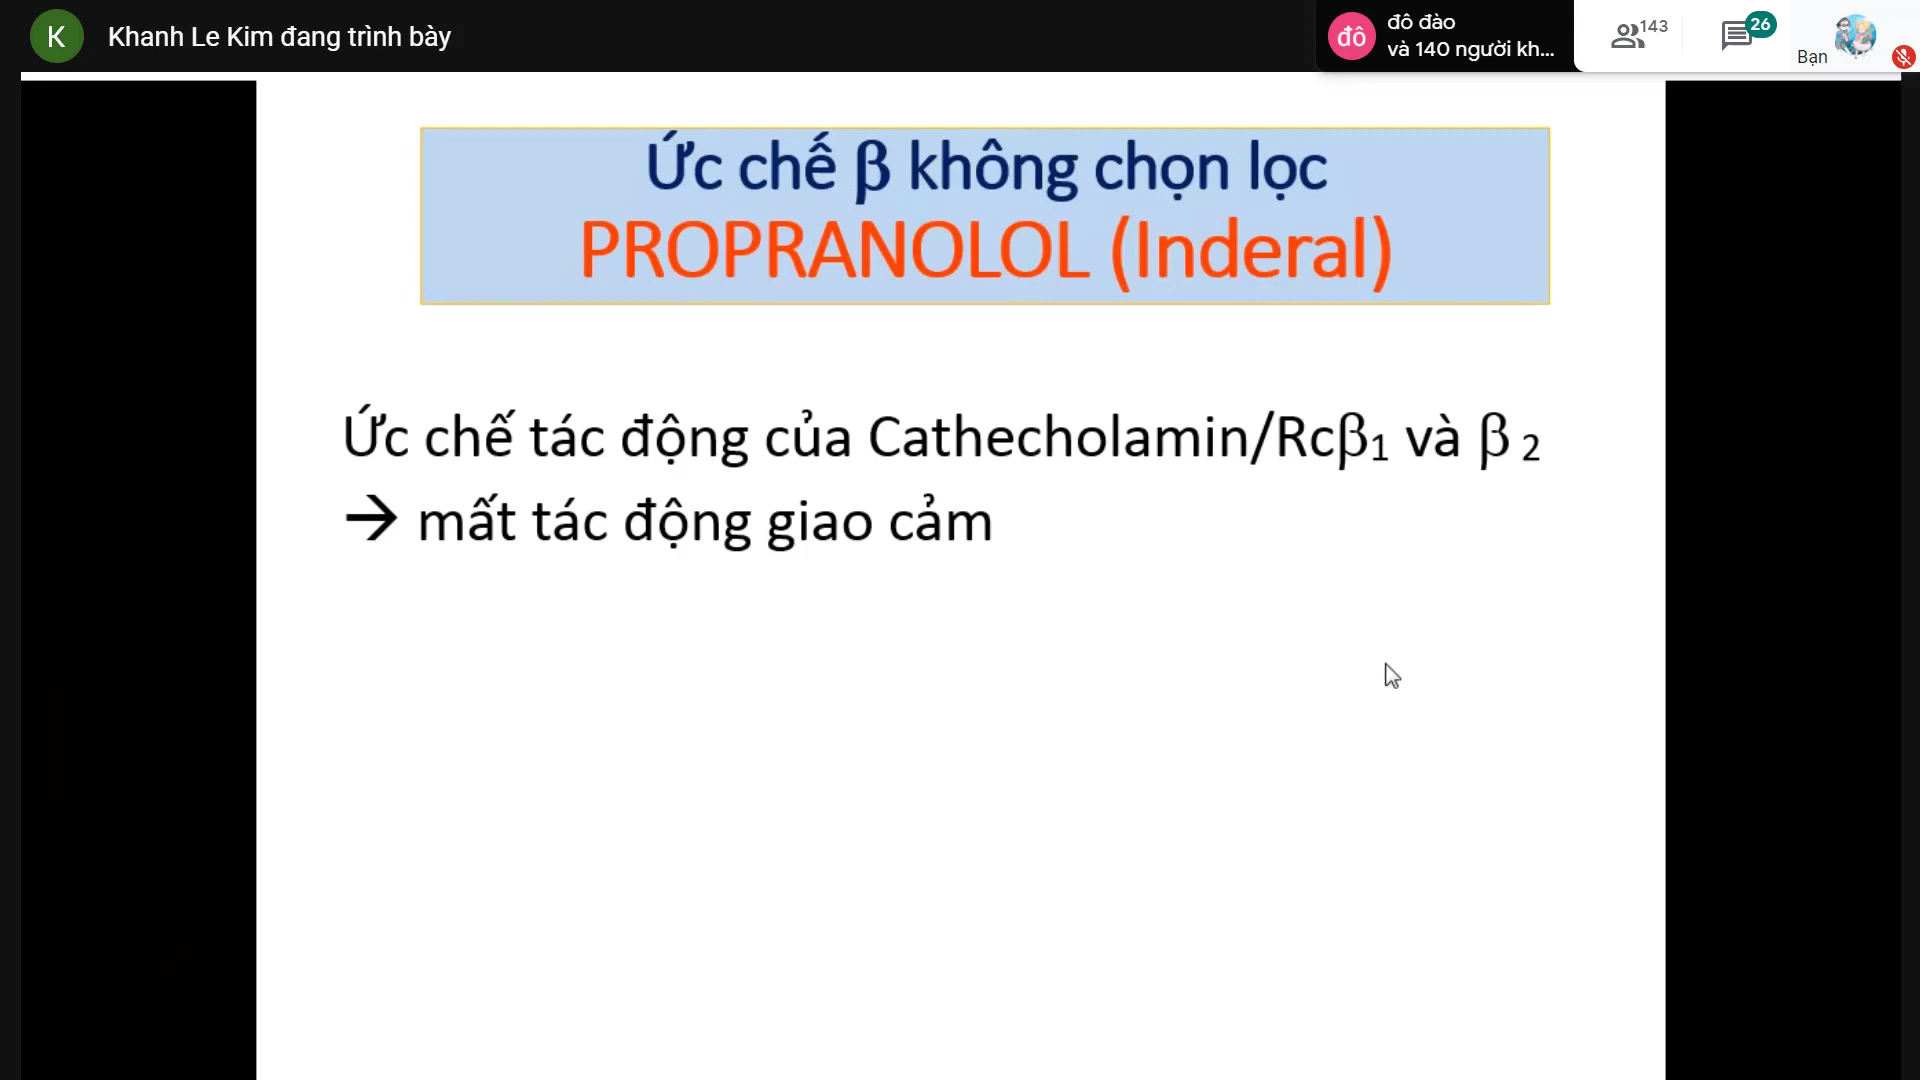 K
Khanh Le Kim đang trình bày
đô
đô đào
và 140 người kh...
143
26
Bạn
Ức chế β không chọn lọc
PROPRANOLOL (Inderal)
Ức chế tác động của Cathecholamin/Rcβ₁ và β ₂
→ mất tác động giao cảm